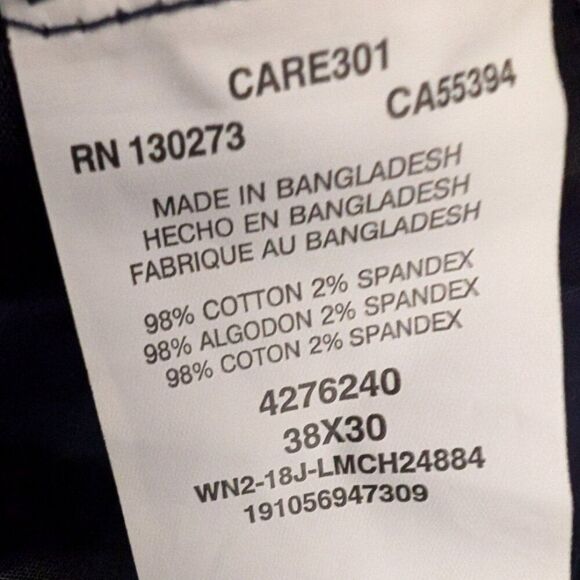 CARE301
RN 130273 CA55394
MADE IN BANGLADESH
HECHO EN BANGLADESH
FABRIQUE AU BANGLADESH
98% COTTON 2% SPANDEX
98% ALGODON 2% SPANDEX
98% COTON 2% SPANDEX
4276240
38X30
WN2-18J-LMCH24884
191056947309